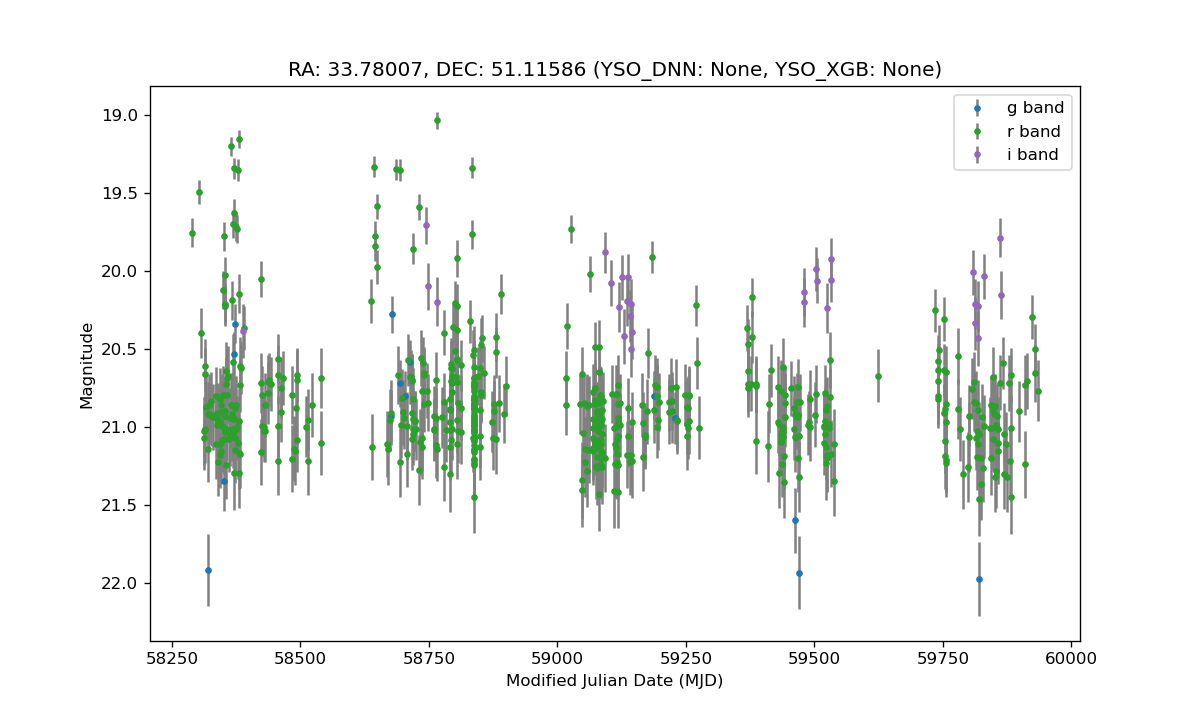 RA: 33.78007, DEC: 51.11586 (YSO_DNN: None, YSO_XGB: None)
g band
r band
i band
Magnitude
19.0
19.5
20.0
20.5
21.0
21.5
22.0
58250 58500 58750 59000 59250 59500 59750 60000
Modified Julian Date (MJD)